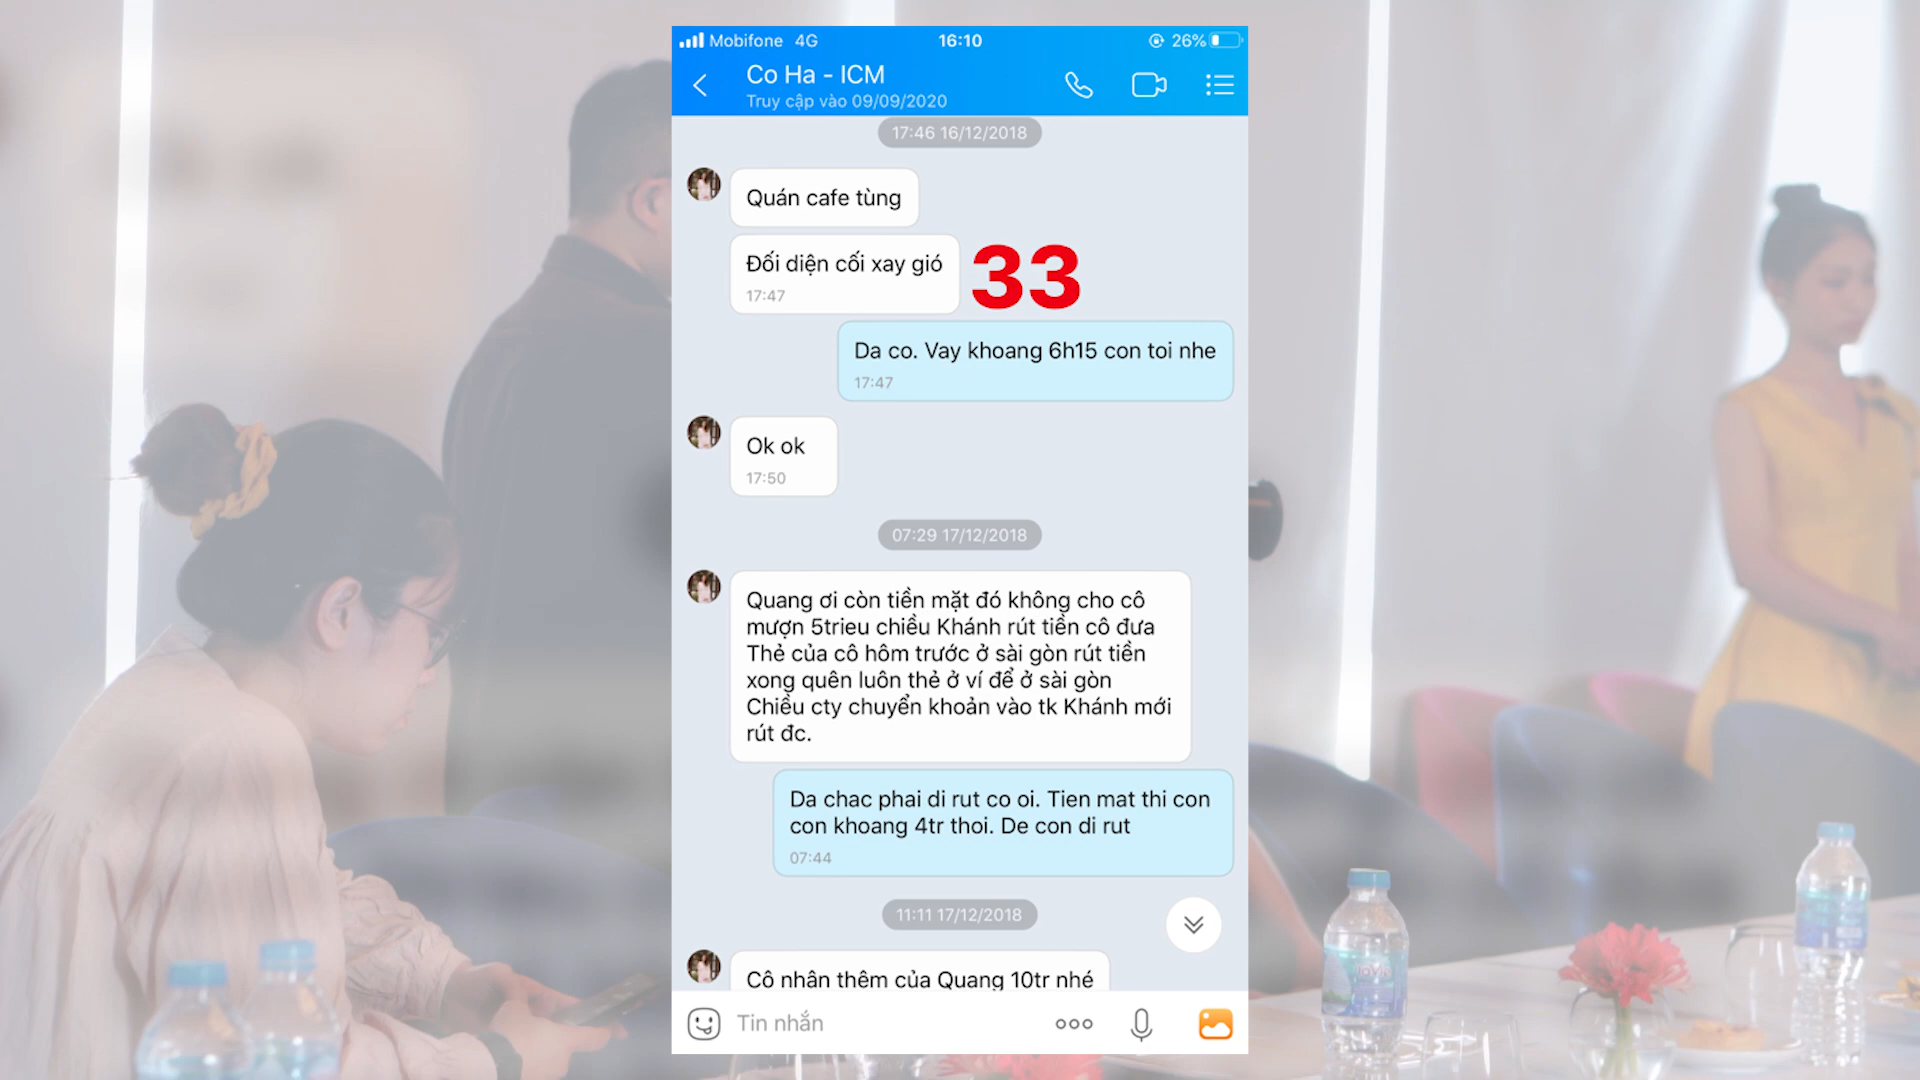 Mobifone 4G 16:10 26%
Co Ha - ICM
Truy cập vào 09/09/2020
17:46 16/12/2018
Quán cafe tùng
Đối diện cối xay gió
17:47
33
Da co. Vay khoang 6h15 con toi nhe
17:47
Ok ok
17:50
07:29 17/12/2018
Quang ơi còn tiền mặt đó không cho cô
mượn 5trieu chiều Khánh rút tiền cô đưa
Thẻ của cô hôm trước ở sài gòn rút tiền
xong quên luôn thẻ ở ví để ở sài gòn
Chiều cty chuyển khoản vào tk Khánh mới
rút đc.
Da chac phai di rut co oi. Tien mat thi con
con khoang 4tr thoi. De con di rut
07:44
11:11 17/12/2018
Cô nhân thêm của Quang 10tr nhé
Tin nhắn